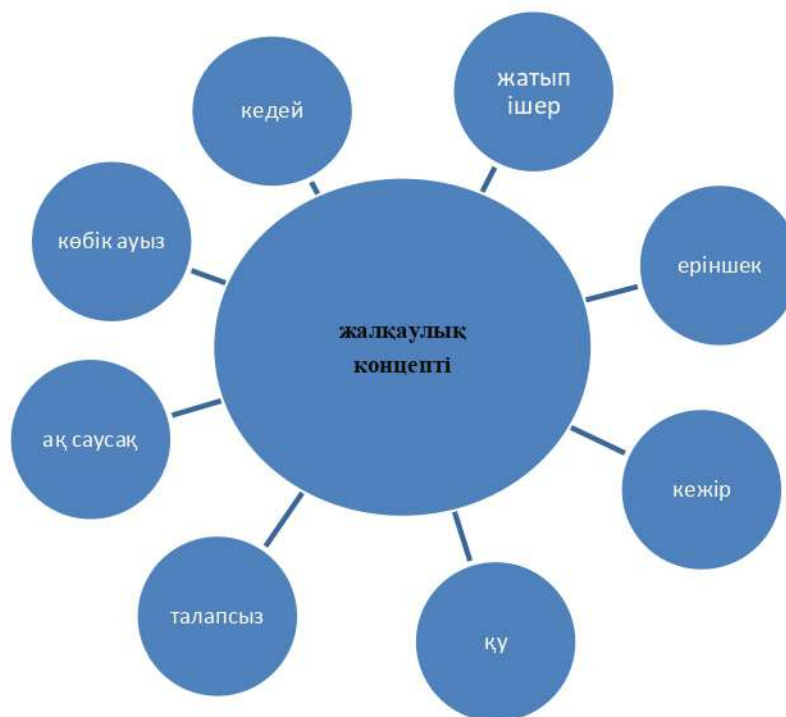 жатып
ішер
кедей
көбік ауыз
еріншек
жалқаулық
концепті
ақ саусақ
кежір
талапсыз
қу